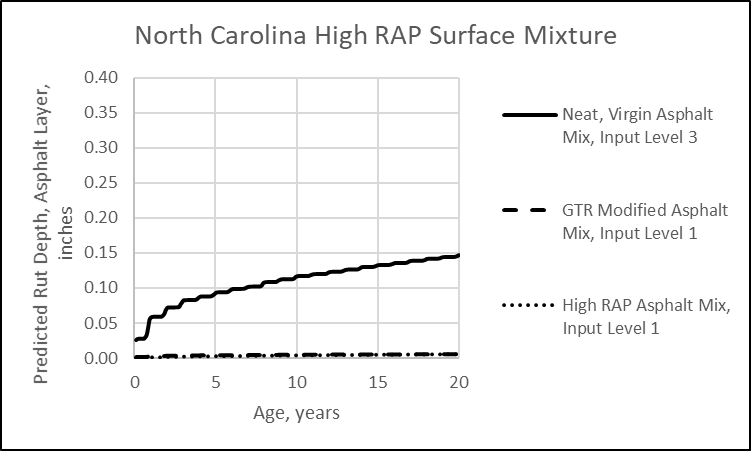 North Carolina High RAP Surface Mixture
Predicted Rut Depth, Asphalt Layer,
inches
0.40
0.35
0.30
0.25
0.20
0.15
0.10
0.05
0.00
0
5
10
15
20
Age, years
Neat, Virgin Asphalt
Mix, Input Level 3
GTR Modified Asphalt
Mix, Input Level 1
High RAP Asphalt Mix,
Input Level 1